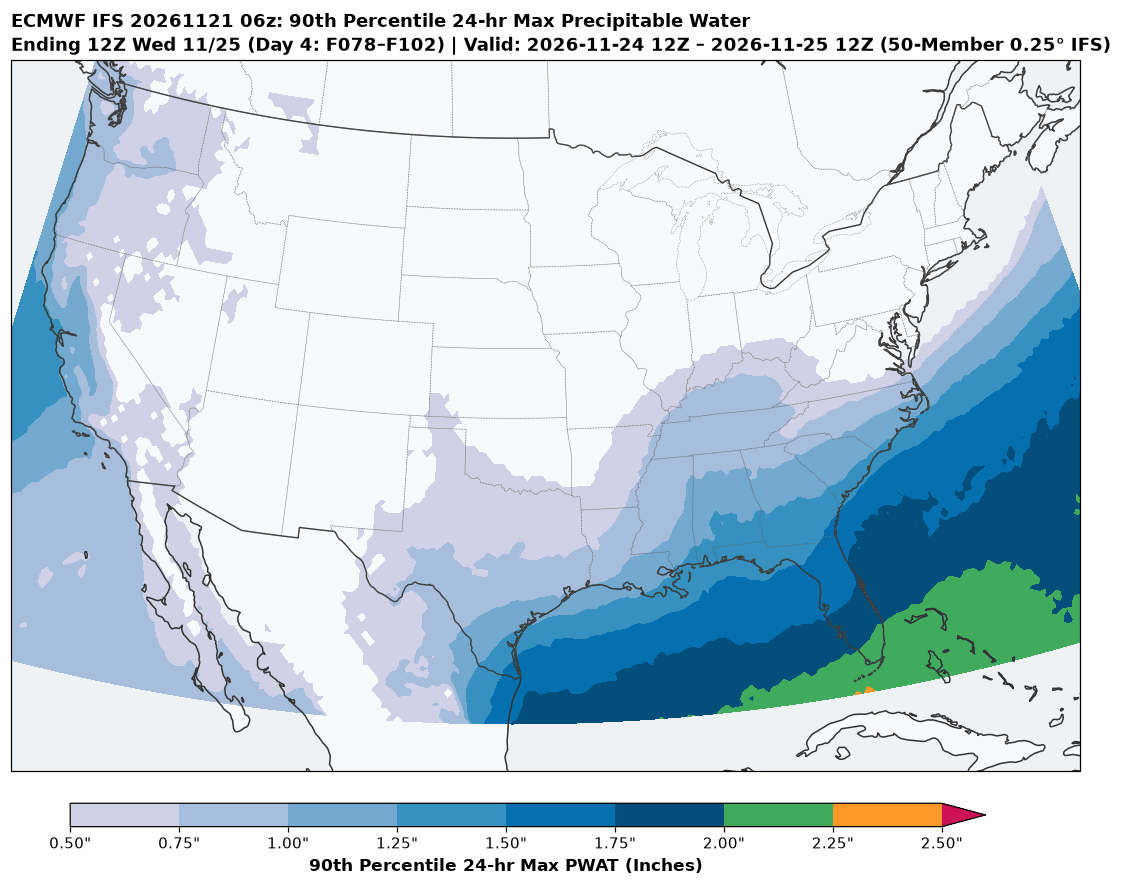 ECMWF IFS 20261121 06z: 90th Percentile 24-hr Max Precipitable Water
Ending 12Z Wed 11/25 (Day 4: F078–F102) | Valid: 2026-11-24 12Z – 2026-11-25 12Z (50-Member 0.25° IFS)
0.50" 0.75" 1.00" 1.25" 1.50" 1.75" 2.00" 2.25" 2.50"
90th Percentile 24-hr Max PWAT (Inches)